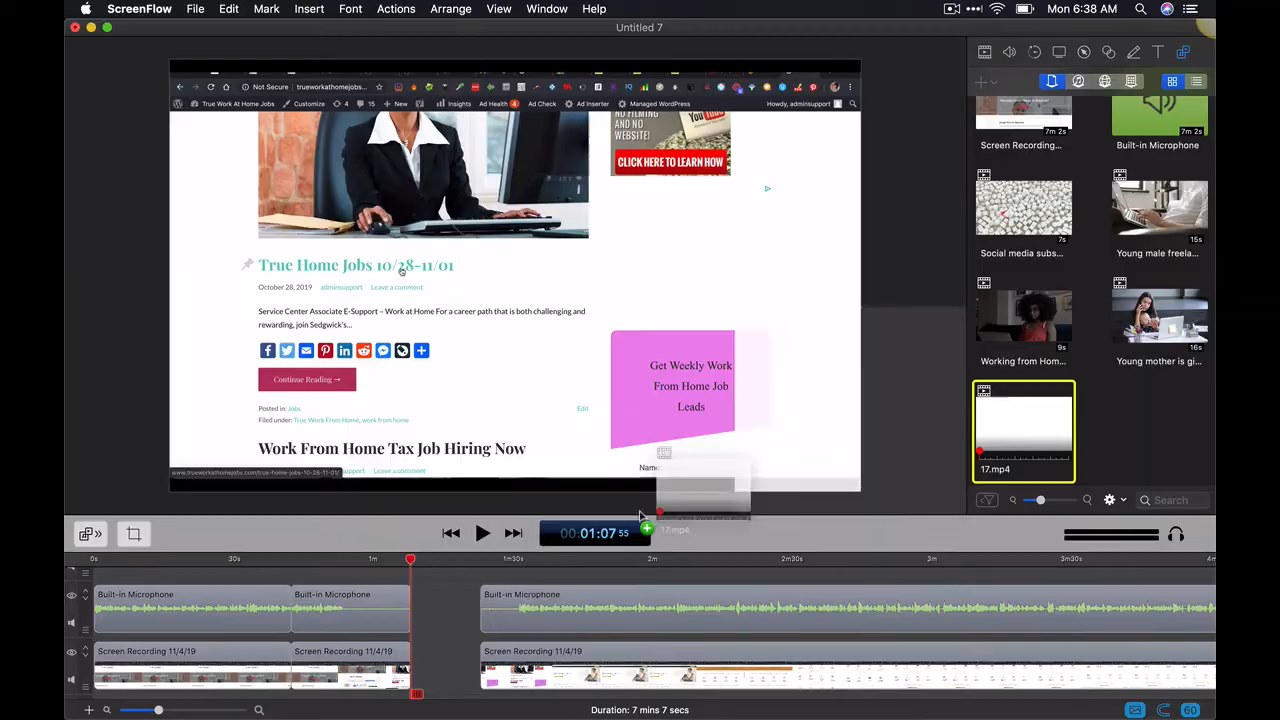 ScreenFlow File Edit Mark Insert Font Actions Arrange View Window Help Mon 6:38 AM
Untitled 7
Not Secure | trueworkathomejobs...
True Work At Home Jobs Customize 4 15 New Insights Ad Health 4 Ad Check Ad Inserter Managed WordPress Howdy, adminsupport
NO FILMING
AND NO
WEBSITE!
YouTube
CLICK HERE TO LEARN HOW
True Home Jobs 10/28-11/01
October 28, 2019 adminsupport Leave a comment
Service Center Associate E-Support – Work at Home For a career path that is both challenging and
rewarding, join Sedgwick's...
Continue Reading →
Posted in: Jobs Edit
Filed under: True Work From Home, work from home
Work From Home Tax Job Hiring Now
www.trueworkathomejobs.com/true-home-jobs-10-28-11-01/ support Leave a comment
Get Weekly Work
From Home Job
Leads
Name:
17.mp4
7m 2s 7m 2s
Screen Recording... Built-in Microphone
7s 15s
Social media subs... Young male freela...
9s 16s
Working from Hom... Young mother is gi...
17.mp4
Search
00:01:07 55
0s 30s 1m 1m30s 2m 2m30s 3m 3m30s 4m
Built-in Microphone Built-in Microphone Built-in Microphone
Screen Recording 11/4/19 Screen Recording 11/4/19 Screen Recording 11/4/19
Duration: 7 mins 7 secs
60